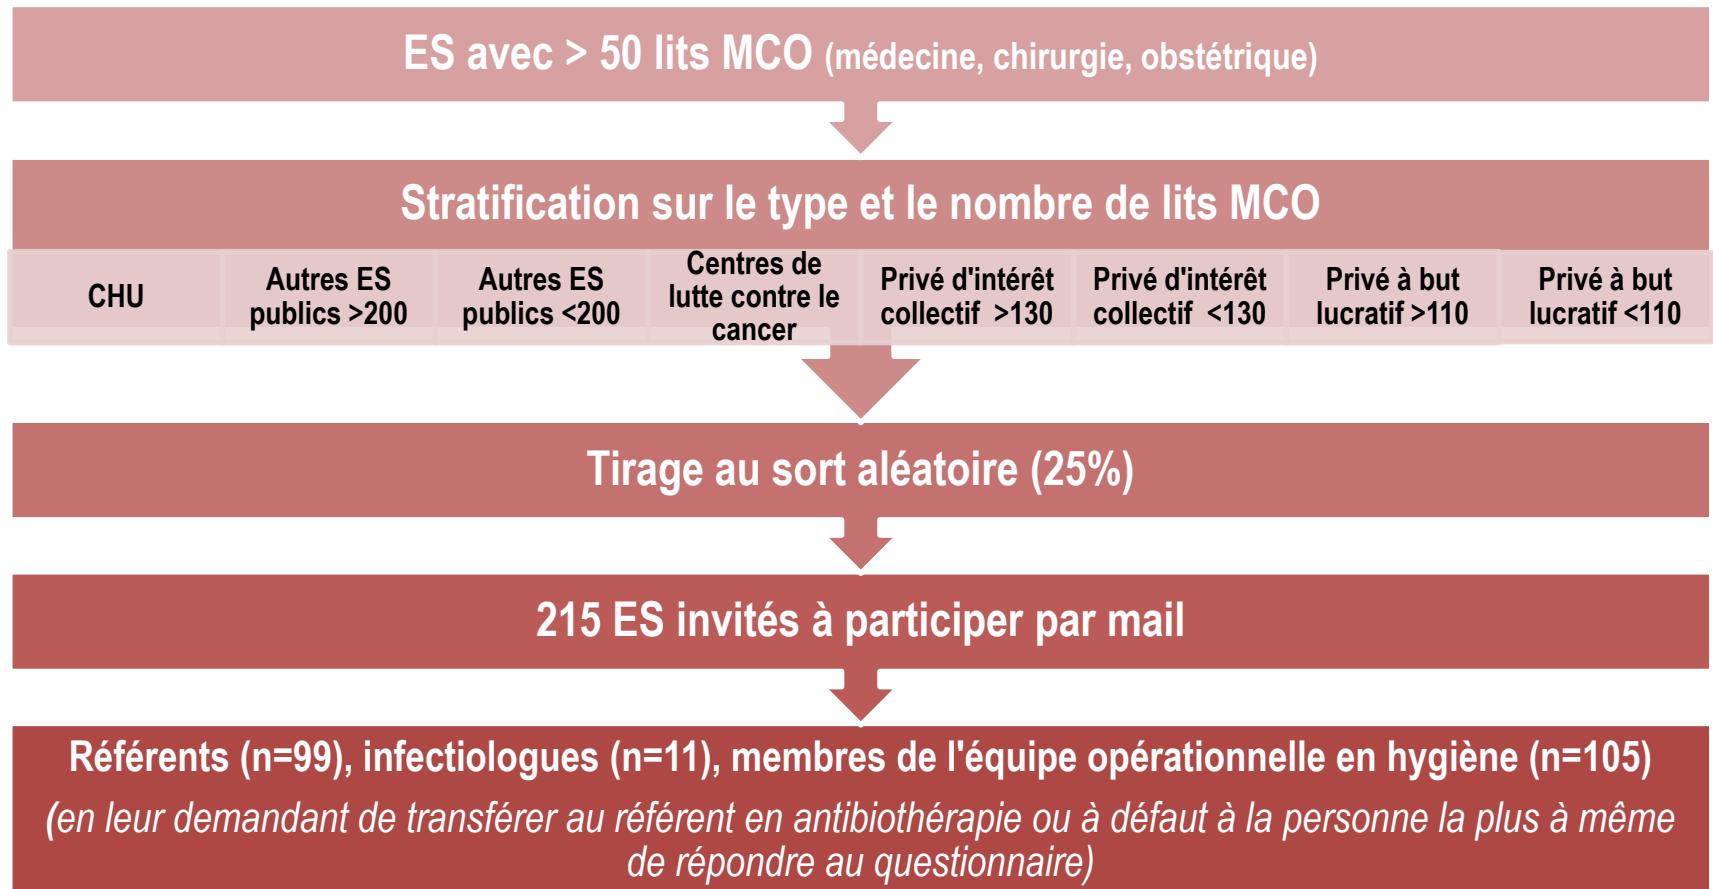 ES avec > 50 lits MCO (médecine, chirurgie, obstétrique)
Stratification sur le type et le nombre de lits MCO
CHU
Autres ES
publics >200
Autres ES
publics <200
Centres de
lutte contre le
cancer
Privé d'intérêt
collectif >130
Privé d'intérêt
collectif <130
Privé à but
lucratif >110
Privé à but
lucratif <110
Tirage au sort aléatoire (25%)
215 ES invités à participer par mail
Référents (n=99), infectiologues (n=11), membres de l'équipe opérationnelle en hygiène (n=105)
(en leur demandant de transférer au référent en antibiothérapie ou à défaut à la personne la plus à même
de répondre au questionnaire)